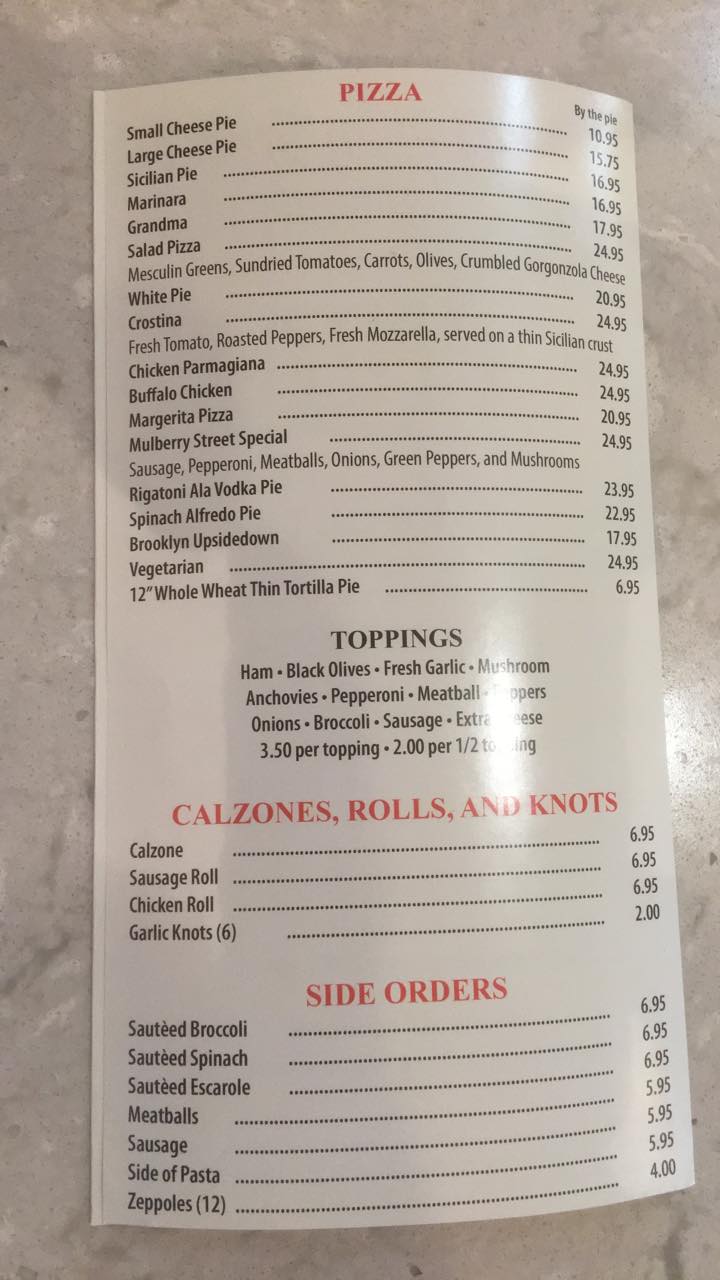 PIZZA
By the pie
Small Cheese Pie 10.95
Large Cheese Pie 15.75
Sicilian Pie 16.95
Marinara 16.95
Grandma 17.95
Salad Pizza 24.95
Mesculin Greens, Sundried Tomatoes, Carrots, Olives, Crumbled Gorgonzola Cheese
White Pie 20.95
Crostina 24.95
Fresh Tomato, Roasted Peppers, Fresh Mozzarella, served on a thin Sicilian crust
Chicken Parmagiana 24.95
Buffalo Chicken 24.95
Margerita Pizza 20.95
Mulberry Street Special 24.95
Sausage, Pepperoni, Meatballs, Onions, Green Peppers, and Mushrooms
Rigatoni Ala Vodka Pie 23.95
Spinach Alfredo Pie 22.95
Brooklyn Upsidedown 17.95
Vegetarian 24.95
12" Whole Wheat Thin Tortilla Pie 6.95
TOPPINGS
Ham • Black Olives • Fresh Garlic • Mushroom
Anchovies • Pepperoni • Meatball •
Onions • Broccoli • Sausage • Extra
3.50 per topping • 2.00 per 1/2
CALZONES, ROLLS, AND KNOTS
Calzone 6.95
Sausage Roll 6.95
Chicken Roll 6.95
Garlic Knots (6) 2.00
SIDE ORDERS
Sautèed Broccoli 6.95
Sautèed Spinach 6.95
Sautèed Escarole 6.95
Meatballs 5.95
Sausage 5.95
Side of Pasta 5.95
Zeppoles (12) 4.00